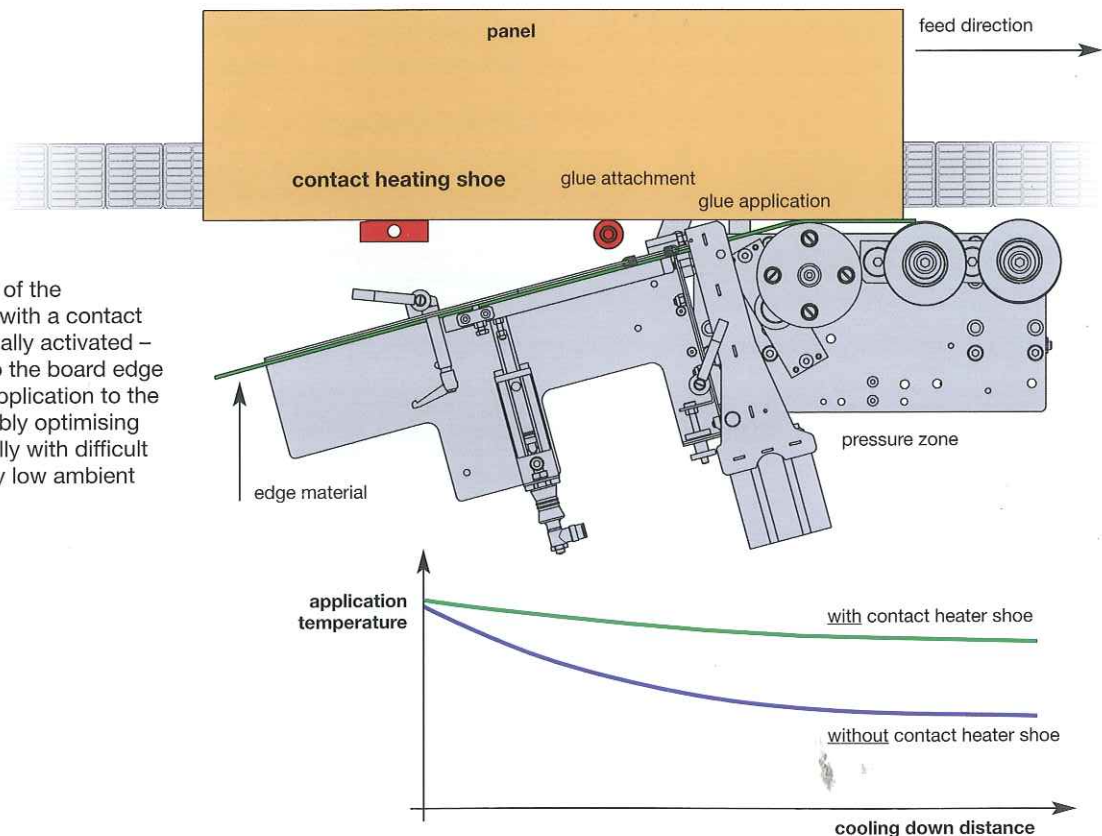 panel
feed direction
contact heating shoe
glue attachment
glue application
of the
with a contact
ally activated –
o the board edge
pplication to the
bly optimising
lly with difficult
y low ambient
edge material
pressure zone
application
temperature
with contact heater shoe
without contact heater shoe
cooling down distance